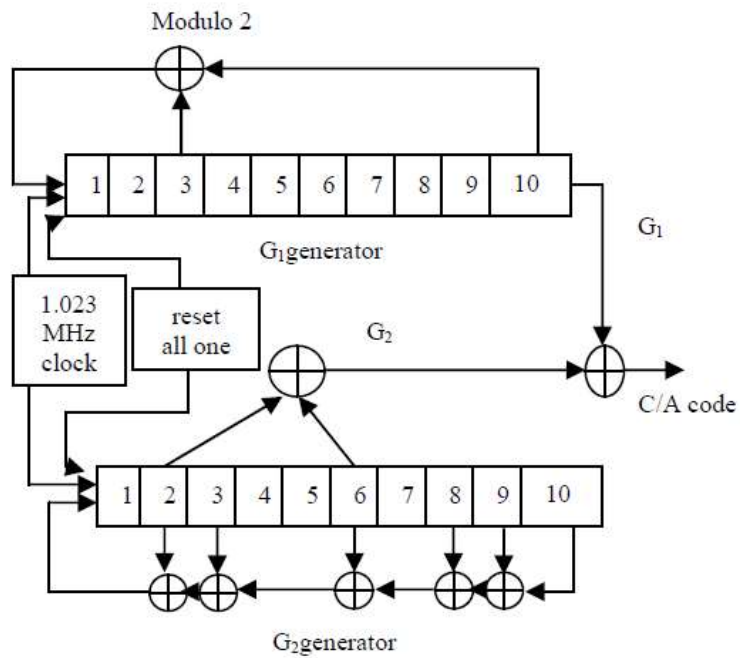 Modulo 2
1 2 3 4 5 6 7 8 9 10
G₁generator
G₁
1.023
MHz
clock
reset
all one
G₂
C/A code
1 2 3 4 5 6 7 8 9 10
G₂generator